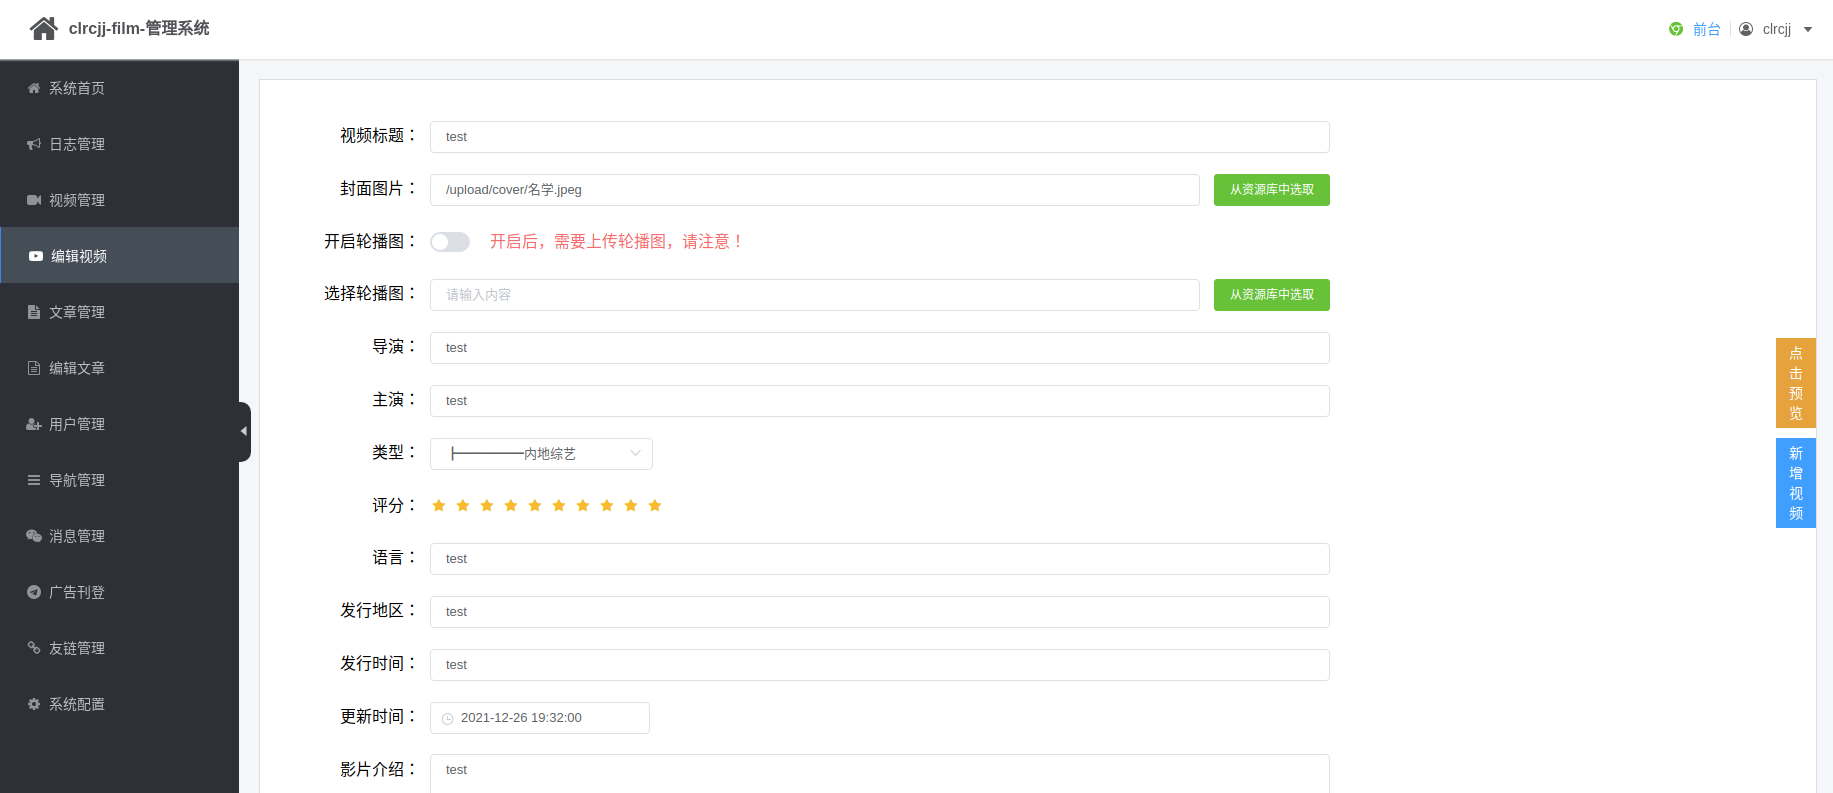 clrcjj-film-管理系统
前台
clrcjj
系统首页
日志管理
视频管理
编辑视频
文章管理
编辑文章
用户管理
导航管理
消息管理
广告刊登
友链管理
系统配置
视频标题：
test
封面图片：
/upload/cover/名学.jpeg
从资源库中选取
开启轮播图：
开启后，需要上传轮播图，请注意！
选择轮播图：
请输入内容
从资源库中选取
导演：
test
主演：
test
类型：
┣━━━━━━内地综艺
评分：
语言：
test
发行地区：
test
发行时间：
test
更新时间：
2021-12-26 19:32:00
影片介绍：
test
点击预览
新增视频